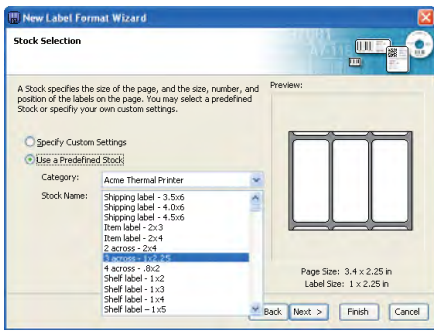 New Label Format Wizard
Stock Selection
A Stock specifies the size of the page, and the size, number, and
position of the labels on the page. You may select a predefined
Stock or specifiy your own custom settings.
Specify Custom Settings
Use a Predefined Stock
Category:
Acme Thermal Printer
Stock Name:
Shipping label - 3.5x6
Shipping label - 4.0x6
Shipping label - 4.5x6
Item label - 2x3
Item label - 2x4
2 across - 2x4
3 across - 1x2.25
4 across - .8x2
Shelf label - 1x2
Shelf label - 1x3
Shelf label - 1x4
Shelf label - 1x5
Preview:
Page Size: 3.4 x 2.25 in
Label Size: 1 x 2.25 in
Back
Next >
Finish
Cancel